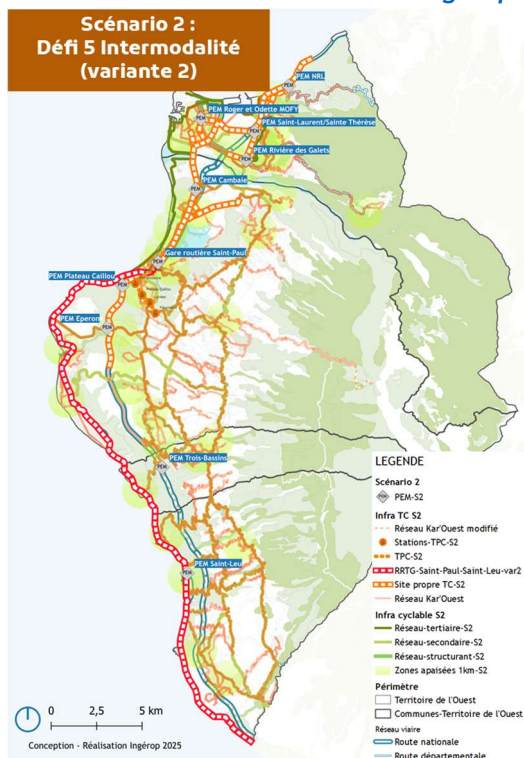 Scénario 2 :
Défi 5 Intermodalité
(variante 2)
PEM NRL
PEM Roger et Odette MOFY
PEM Saint-Laurent/Sainte Thérèse
PEM Rivière des Galets
PEM Cambaie
Gare routière Saint-Paul
PEM Plateau Caillou
PEM Eperon
PEM Trois-Bassins
PEM Saint-Leu
LEGENDE
Scénario 2
PEM-S2
Infra TC S2
Réseau Kar'Ouest modifié
Stations-TPC-S2
TPC-S2
RRTG-Saint-Paul-Saint-Leu-var2
Site propre TC-S2
Réseau Kar'Ouest
Infra cyclable S2
Réseau-tertiaire-S2
Réseau-secondaire-S2
Réseau-structurant-S2
Zones apaisées 1km-S2
Périmètre
Territoire de l'Ouest
Communes-Territoire de l'Ouest
Réseau viaire
Route nationale
Route départementale
0 2,5 5 km
Conception - Réalisation Ingérop 2025